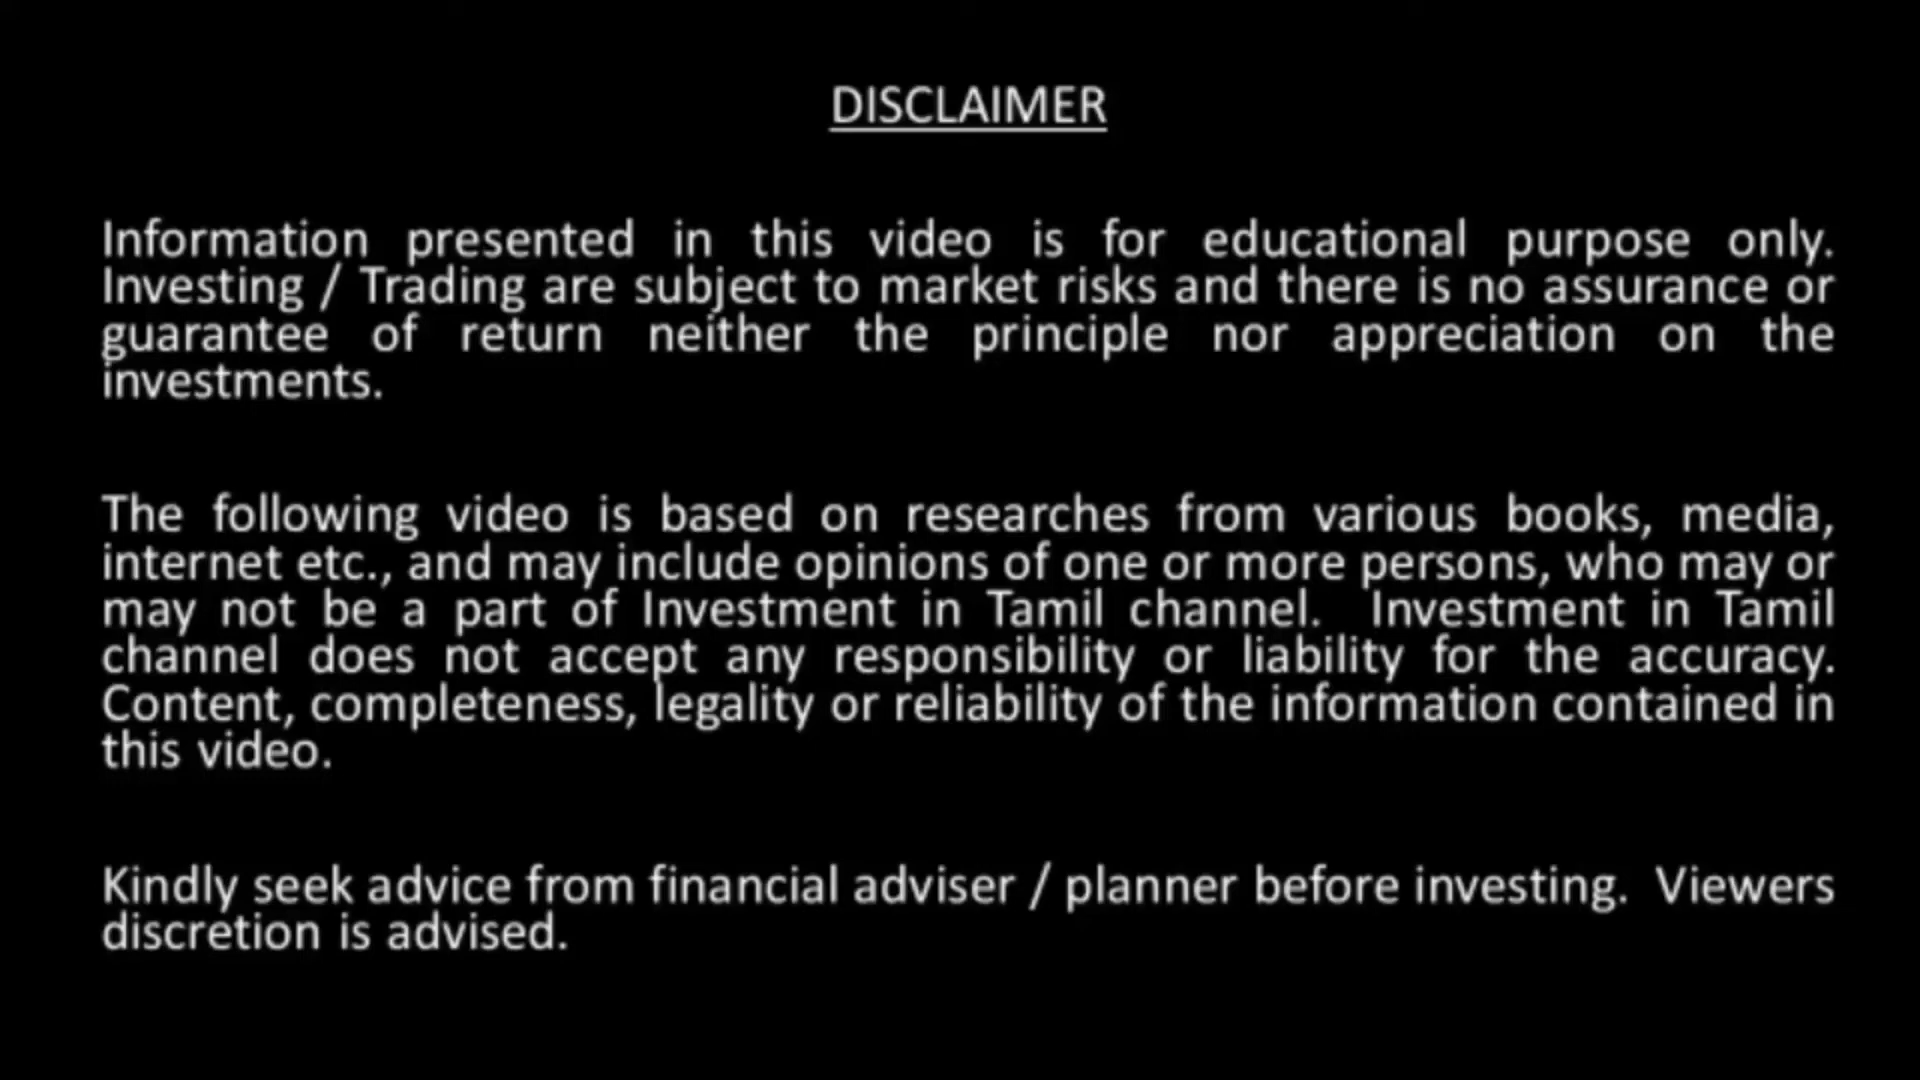 DISCLAIMER
Information presented in this video is for educational purpose only.
Investing / Trading are subject to market risks and there is no assurance or
guarantee of return neither the principle nor appreciation on the
investments.
The following video is based on researches from various books, media,
internet etc., and may include opinions of one or more persons, who may or
may not be a part of Investment in Tamil channel. Investment in Tamil
channel does not accept any responsibility or liability for the accuracy.
Content, completeness, legality or reliability of the information contained in
this video.
Kindly seek advice from financial adviser / planner before investing. Viewers
discretion is advised.